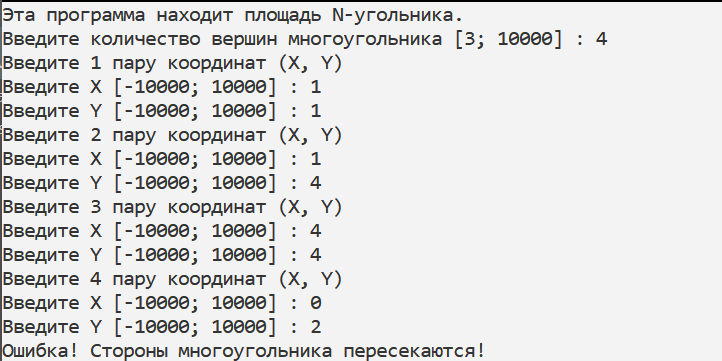 Эта программа находит площадь N-угольника.
Введите количество вершин многоугольника [3; 10000] : 4
Введите 1 пару координат (X, Y)
Введите X [-10000; 10000] : 1
Введите Y [-10000; 10000] : 1
Введите 2 пару координат (X, Y)
Введите X [-10000; 10000] : 1
Введите Y [-10000; 10000] : 4
Введите 3 пару координат (X, Y)
Введите X [-10000; 10000] : 4
Введите Y [-10000; 10000] : 4
Введите 4 пару координат (X, Y)
Введите X [-10000; 10000] : 0
Введите Y [-10000; 10000] : 2
Ошибка! Стороны многоугольника пересекаются!